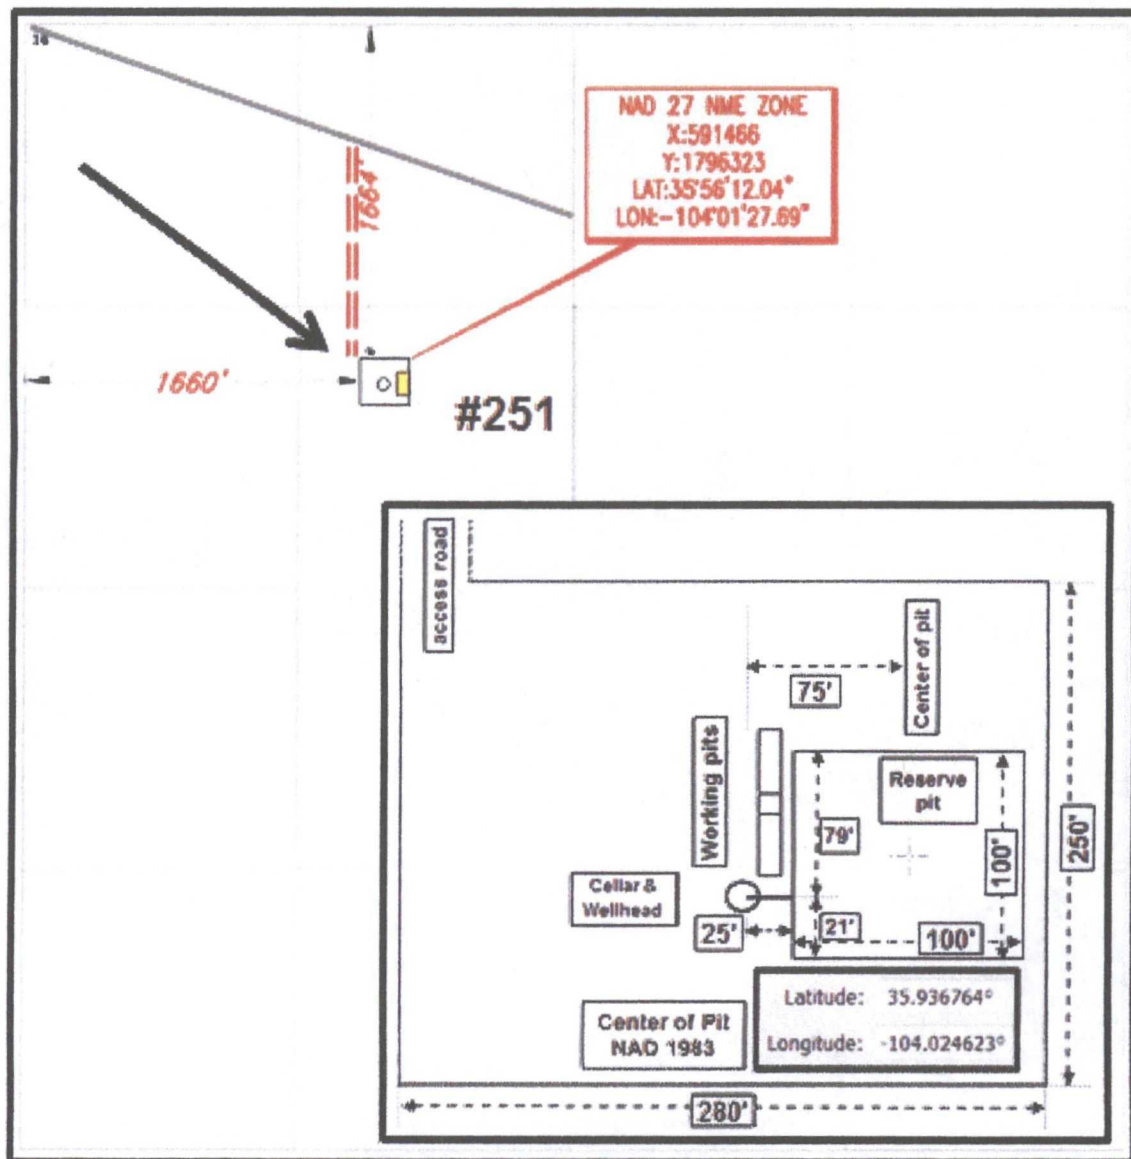 16
NAD 27 NME ZONE
X:591466
Y:1796323
LAT:35°56'12.04"
LON:-104°01'27.69"
1664'
1660'
#251
access road
Center of pit
75'
Working pits
Reserve
pit
79'
100'
250'
Cellar &
Wellhead
25'
21'
100'
Latitude: 35.936764°
Longitude: -104.024623°
Center of Pit
NAD 1983
280'